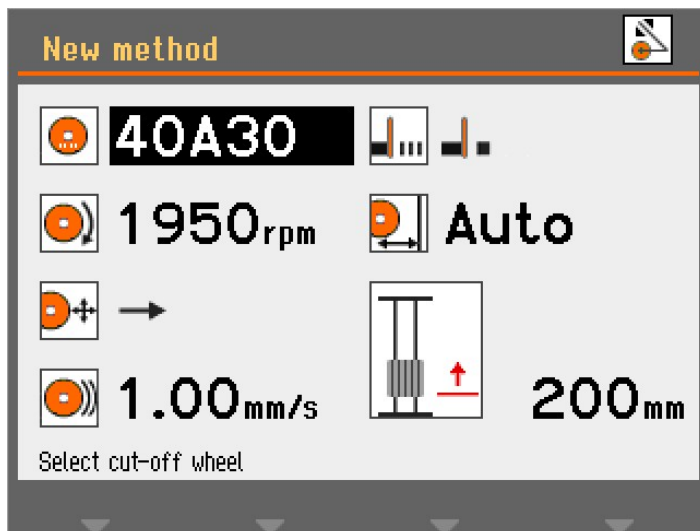 New method
40A30
1950rpm
Auto
1.00mm/s
200mm
Select cut-off wheel